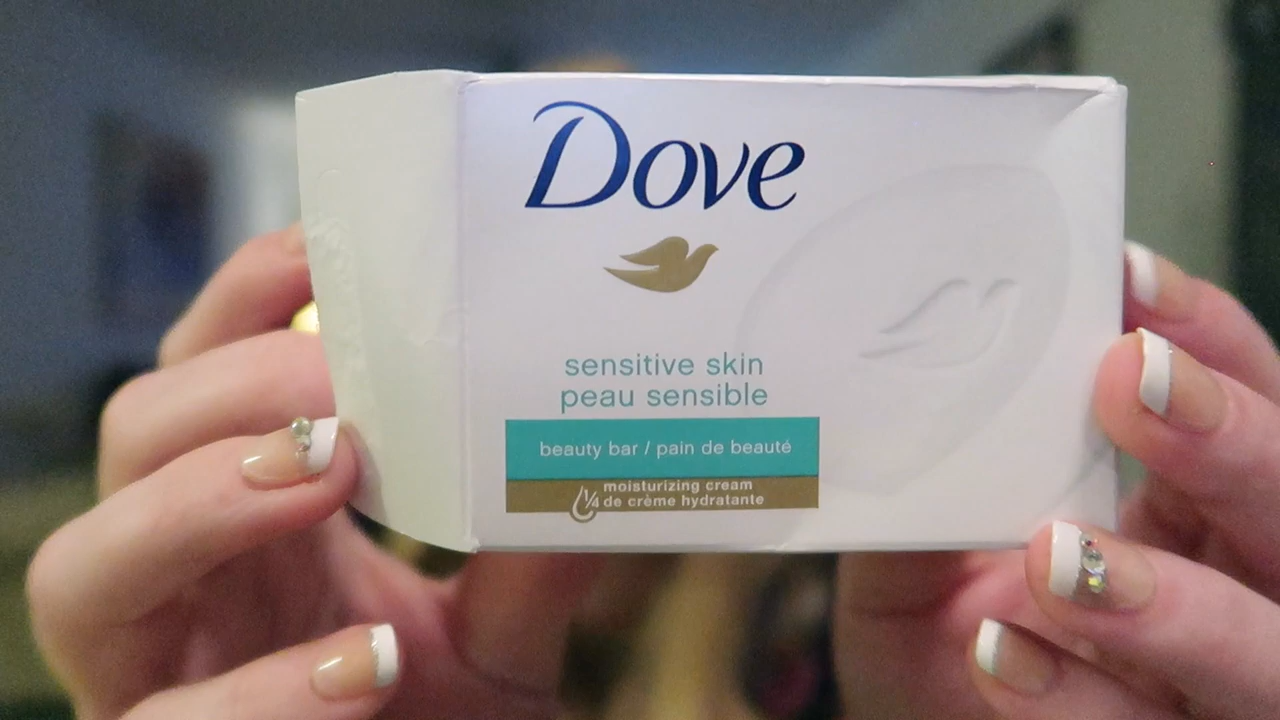 Dove
sensitive skin
peau sensible
beauty bar / pain de beauté
moisturizing cream
¼ de crème hydratante